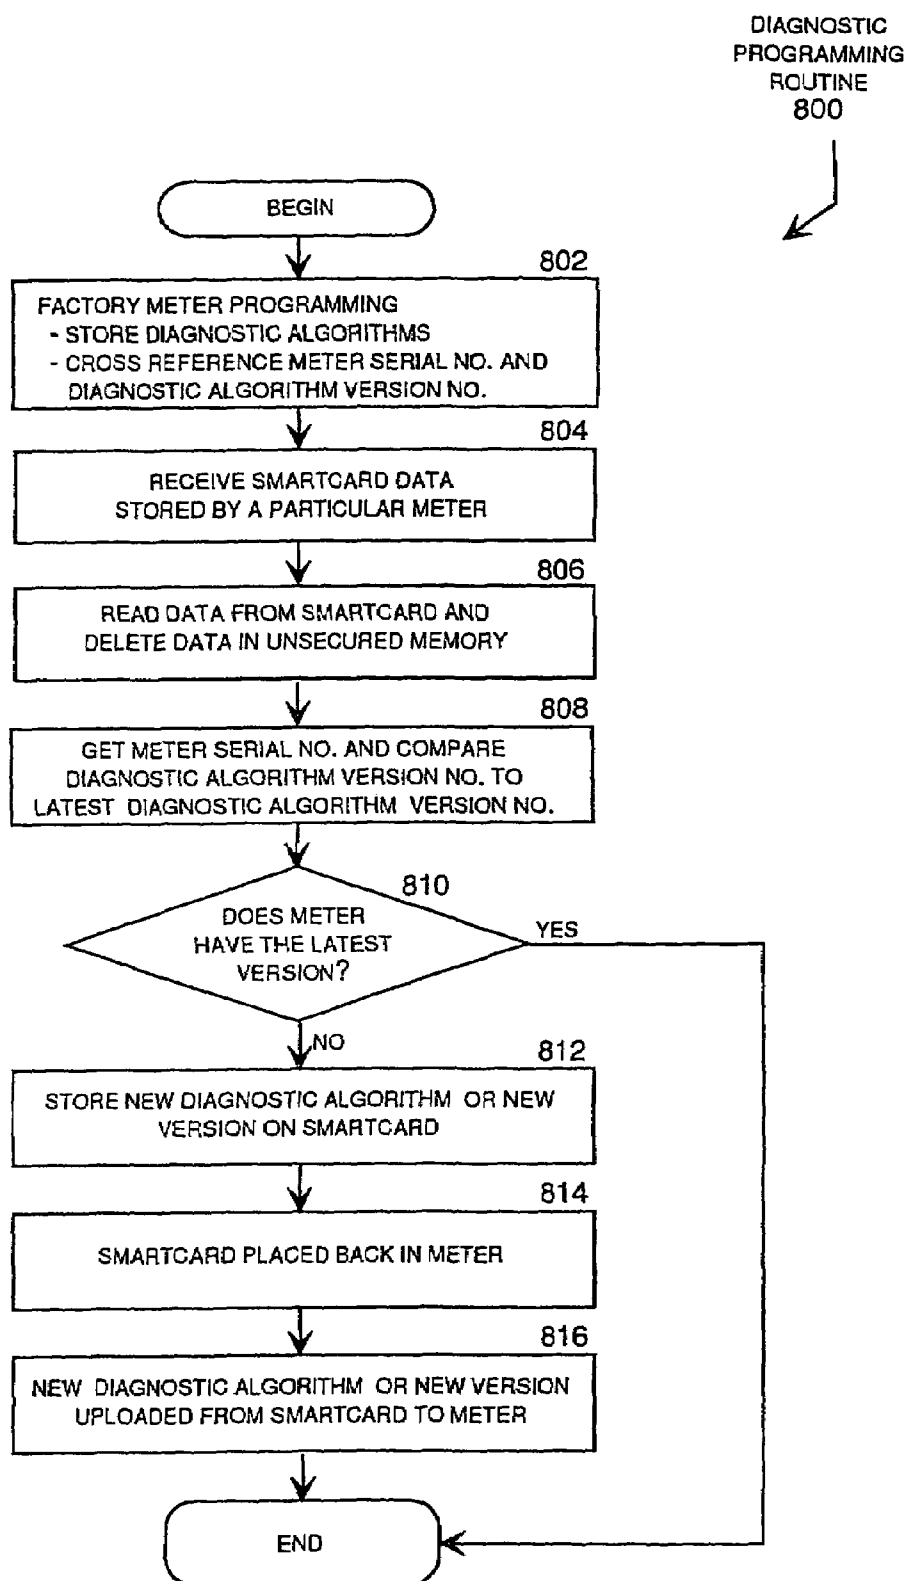 DIAGNOSTIC
PROGRAMMING
ROUTINE
800
BEGIN
802
FACTORY METER PROGRAMMING
- STORE DIAGNOSTIC ALGORITHMS
- CROSS REFERENCE METER SERIAL NO. AND
DIAGNOSTIC ALGORITHM VERSION NO.
804
RECEIVE SMARTCARD DATA
STORED BY A PARTICULAR METER
806
READ DATA FROM SMARTCARD AND
DELETE DATA IN UNSECURED MEMORY
808
GET METER SERIAL NO. AND COMPARE
DIAGNOSTIC ALGORITHM VERSION NO. TO
LATEST DIAGNOSTIC ALGORITHM VERSION NO.
810
DOES METER
HAVE THE LATEST
VERSION?
YES
NO
812
STORE NEW DIAGNOSTIC ALGORITHM OR NEW
VERSION ON SMARTCARD
814
SMARTCARD PLACED BACK IN METER
816
NEW DIAGNOSTIC ALGORITHM OR NEW VERSION
UPLOADED FROM SMARTCARD TO METER
END